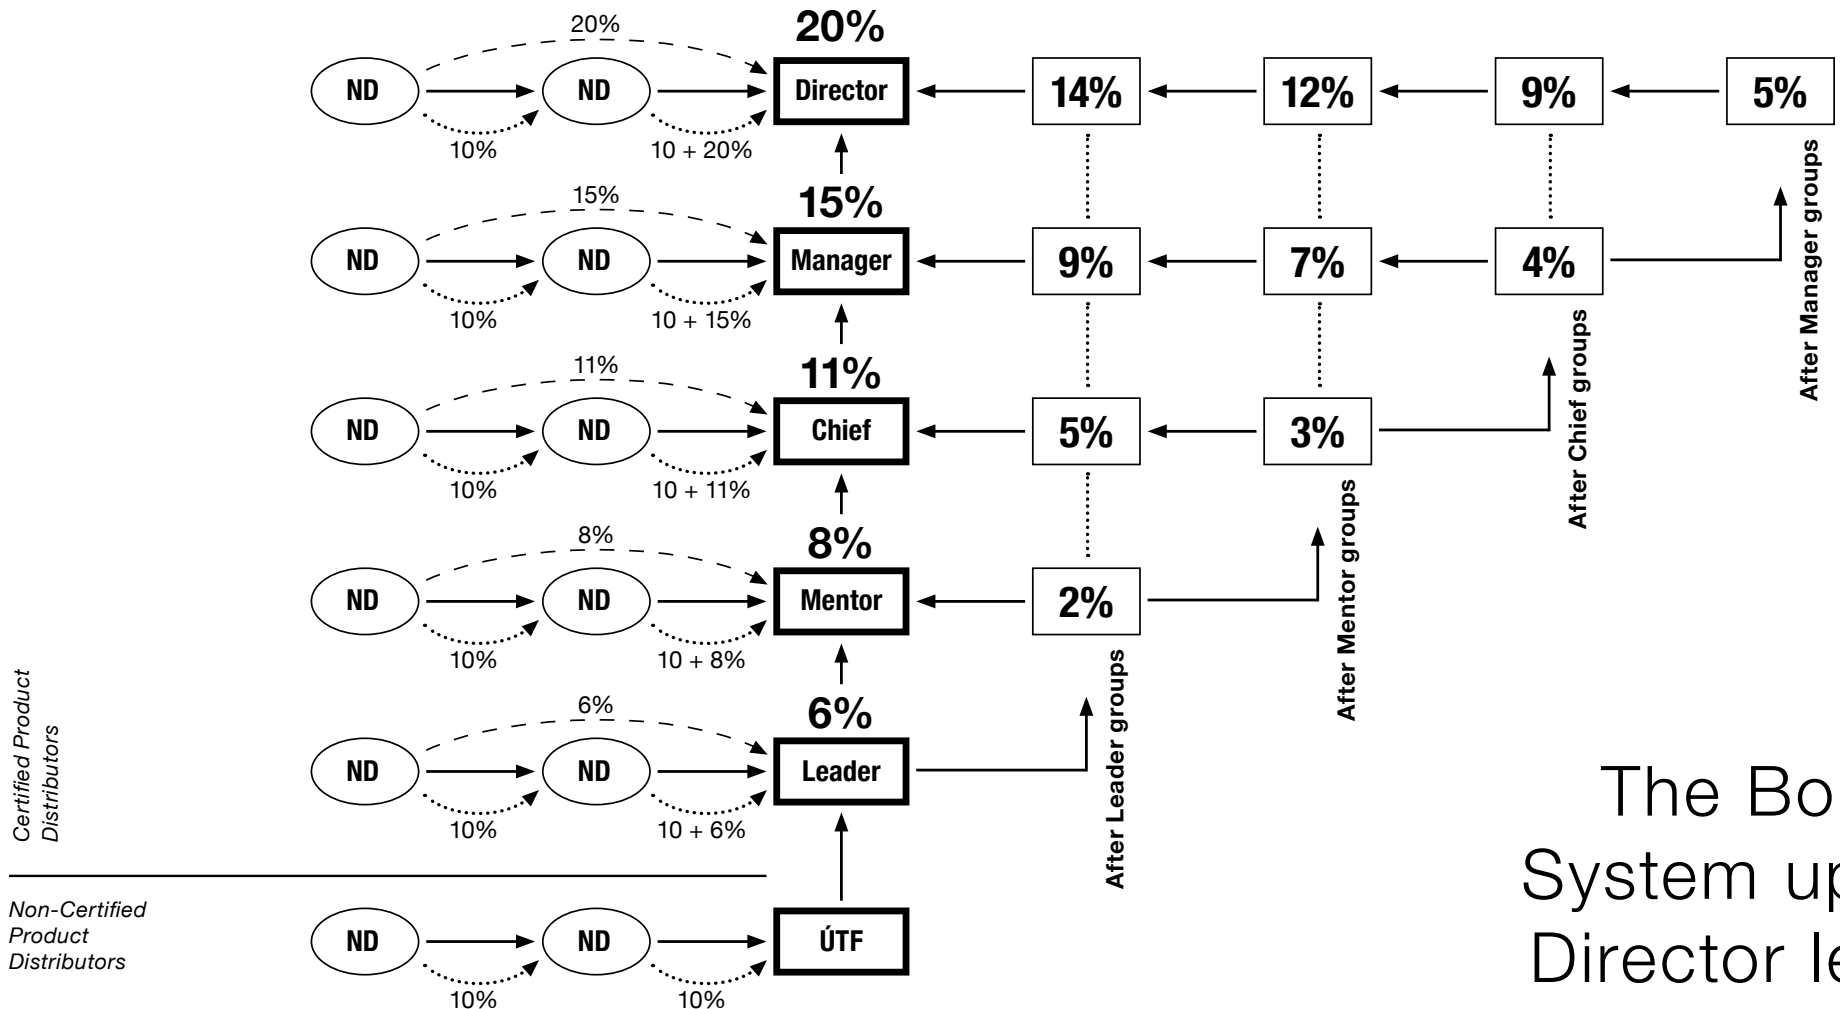 20%
20%
ND
ND
Director
14%
12%
9%
5%
10%
10 + 20%
15%
15%
ND
ND
Manager
9%
7%
4%
After Manager groups
10%
10 + 15%
11%
11%
ND
ND
Chief
5%
3%
After Chief groups
10%
10 + 11%
8%
8%
ND
ND
Mentor
2%
After Mentor groups
10%
10 + 8%
6%
6%
Certified Product
Distributors
ND
ND
Leader
After Leader groups
10%
10 + 6%
Non-Certified
Product
Distributors
ND
ND
ÚTF
10%
10%
The Bo
System up
Director le